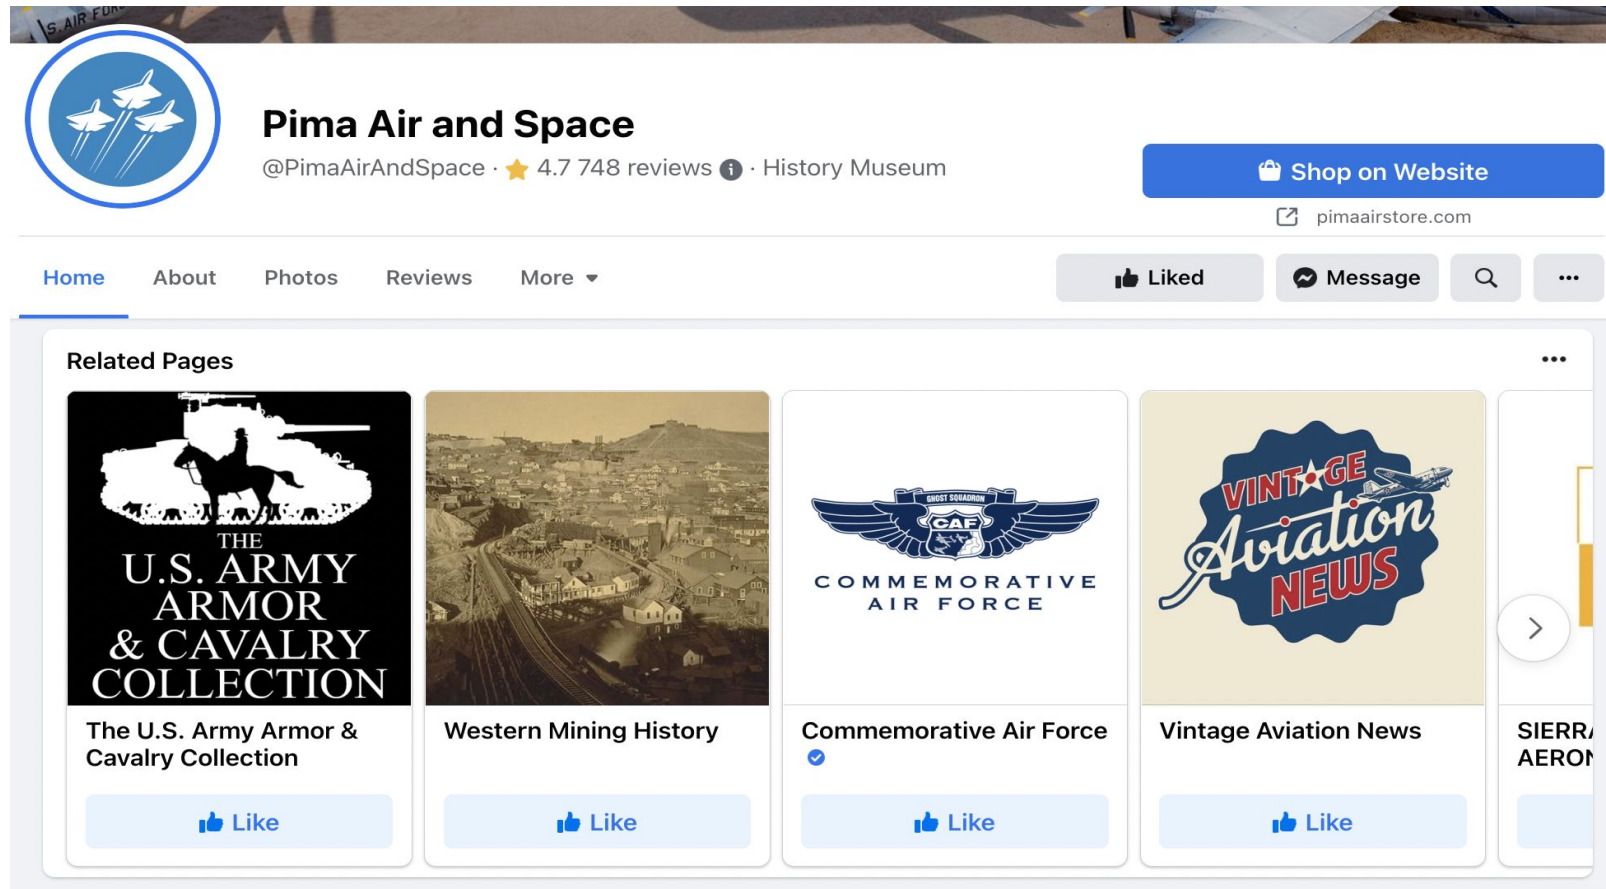 S. AIR FORC
Pima Air and Space
@PimaAirAndSpace · 4.7 748 reviews · History Museum
Shop on Website
pimaairstore.com
Home About Photos Reviews More
Liked Message
Related Pages
THE
U.S. ARMY
ARMOR
& CAVALRY
COLLECTION
The U.S. Army Armor &
Cavalry Collection
Like
Western Mining History
Like
GHOST SQUADRON
CAF
COMMEMORATIVE
AIR FORCE
Commemorative Air Force
Like
VINTAGE
Aviation
NEWS
Vintage Aviation News
Like
SIERRA
AERON